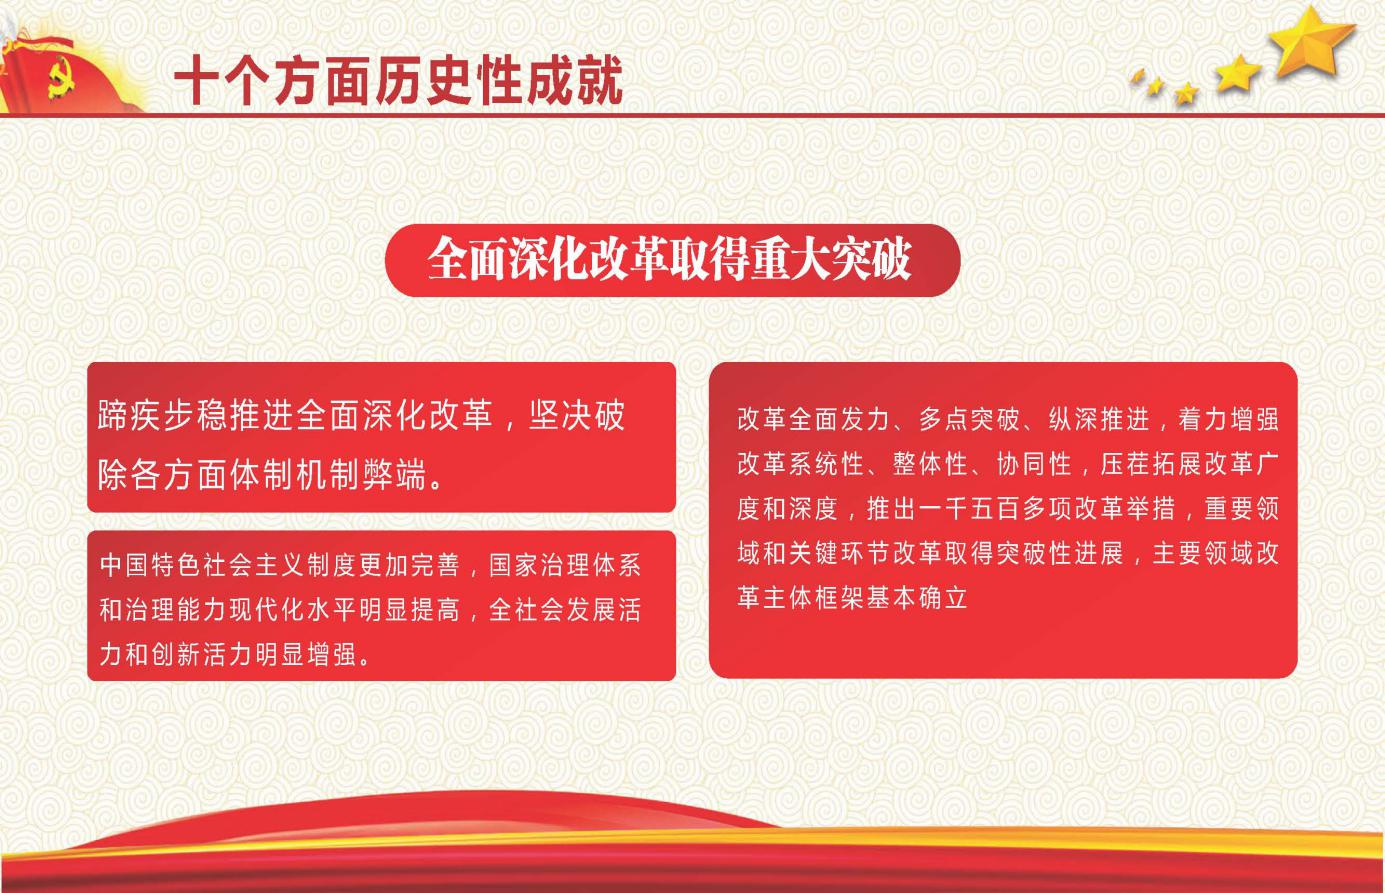 十个方面历史性成就
全面深化改革取得重大突破
蹄疾步稳推进全面深化改革，坚决破
除各方面体制机制弊端。
中国特色社会主义制度更加完善，国家治理体系
和治理能力现代化水平明显提高，全社会发展活
力和创新活力明显增强。
改革全面发力、多点突破、纵深推进，着力增强
改革系统性、整体性、协同性，压茬拓展改革广
度和深度，推出一千五百多项改革举措，重要领
域和关键环节改革取得突破性进展，主要领域改
革主体框架基本确立